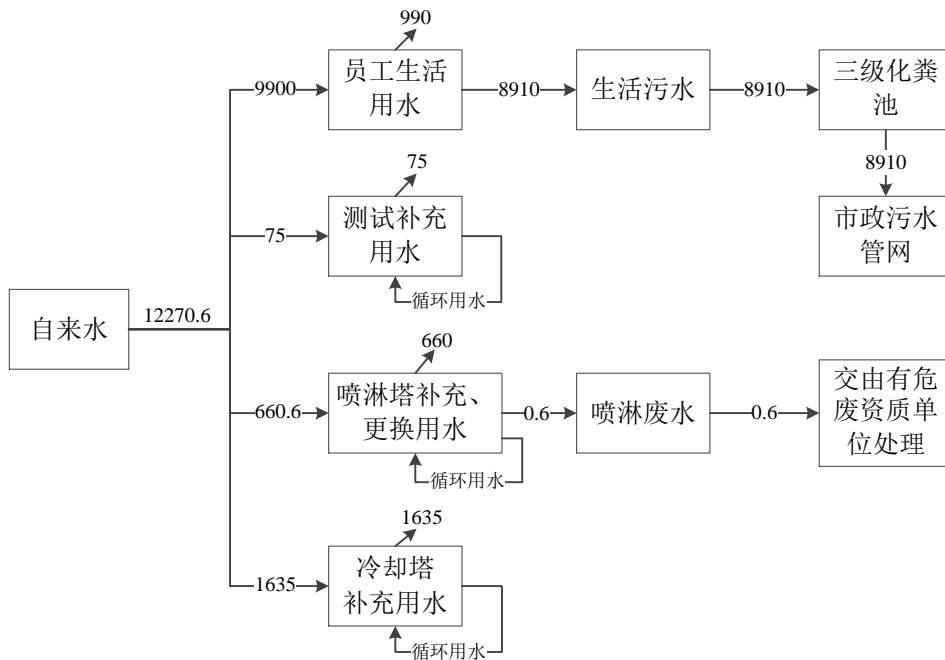 990
员工生活
用水
9900
8910
生活污水
8910
三级化粪
池
8910
市政污水
管网
75
测试补充
用水
75
循环用水
自来水
12270.6
660
喷淋塔补充、
更换用水
660.6
0.6
喷淋废水
0.6
交由有危
废资质单
位处理
循环用水
1635
冷却塔
补充用水
1635
循环用水